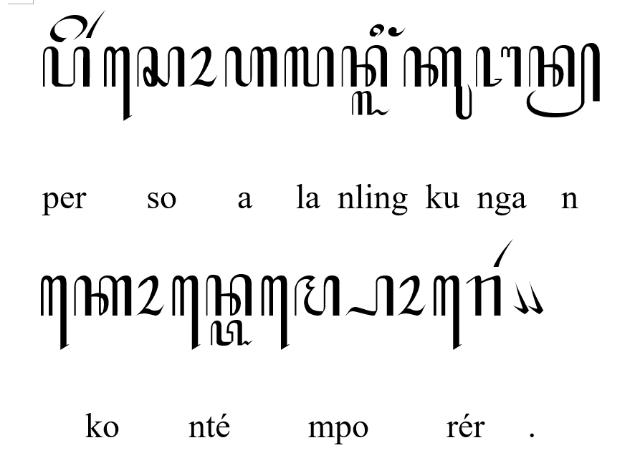 ꦥꦼꦂꦱꦺꦴꦲꦭꦤ꧀ꦭꦶꦁꦏꦸꦔꦤ꧀
per so a la nling ku nga n
ꦏꦺꦴꦤ꧀ꦠꦺꦩ꧀ꦥꦺꦴꦫꦺꦂ꧉
ko nté mpo rér .